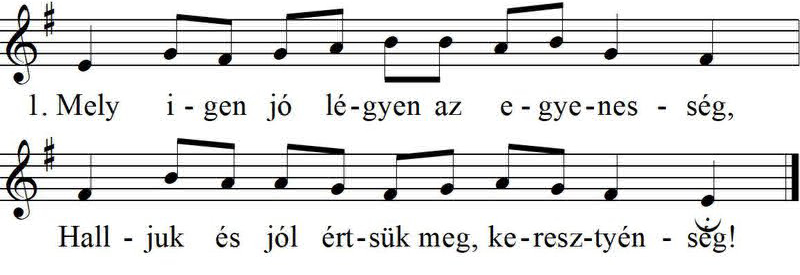 1. Mely i - gen jó lé-gyen az e - gye-nes - ség,
Hall - juk és jól ért-sük meg, ke-resz-tyén - ség!